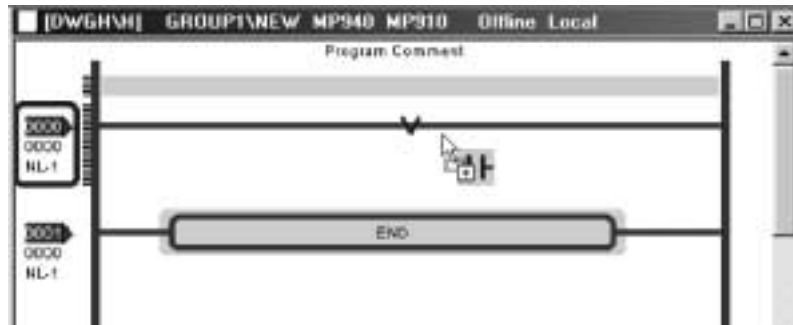 [DWGH\H] GROUP1\NEW MP940 MP910 Offline Local
Program Comment
0000
0000
NL-1
END
0001
0000
NL-1